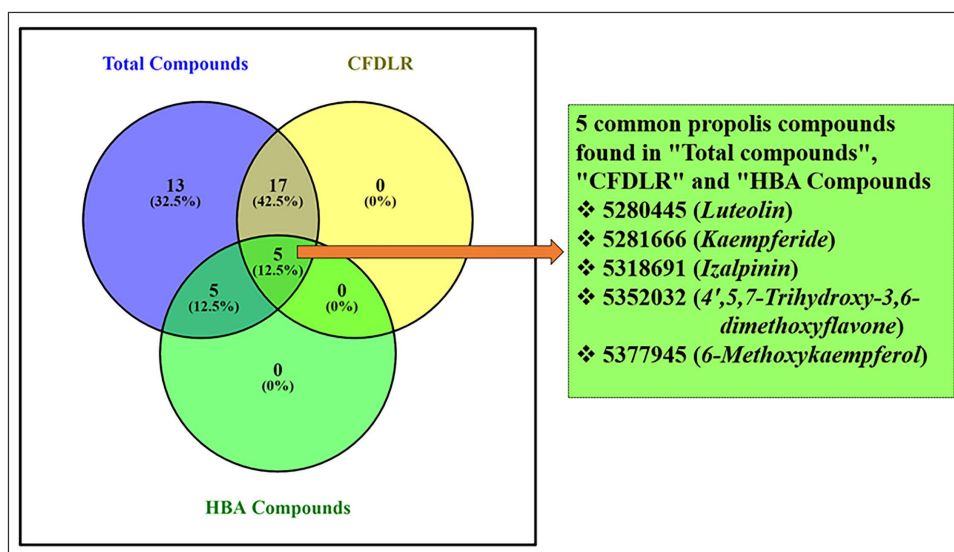 Total Compounds
CFDLR
13
(32.5%)
17
(42.5%)
0
(0%)
5
(12.5%)
5
(12.5%)
0
(0%)
0
(0%)
HBA Compounds
5 common propolis compounds
found in "Total compounds",
"CFDLR" and "HBA Compounds
❖ 5280445 (Luteolin)
❖ 5281666 (Kaempferide)
❖ 5318691 (Izalpinin)
❖ 5352032 (4',5,7-Trihydroxy-3,6-
dimethoxyflavone)
❖ 5377945 (6-Methoxykaempferol)